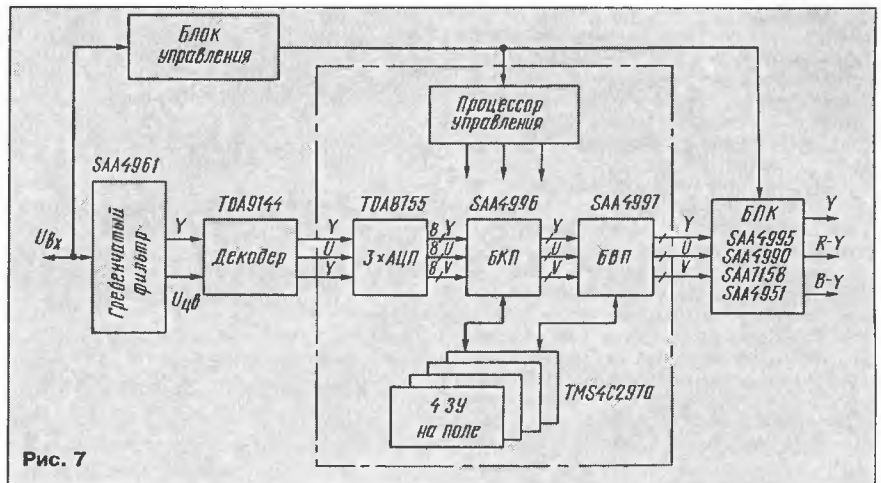 Блок
управления
Процессор
управления
SAA4961
TDA9144
TDA8755
SAA4996
SAA4997
Uвх
Гребенчатый
фильтр
Y
Uцв
Декодер
Y
U
Y
3×АЦП
8 Y
8 U
8 V
БКП
Y
U
V
БВП
Y
U
V
БПК
SAA4995
SAA4990
SAA7158
SAA4951
Y
R-Y
B-Y
4 ЗУ
на поле
TMS4C297a
Рис. 7